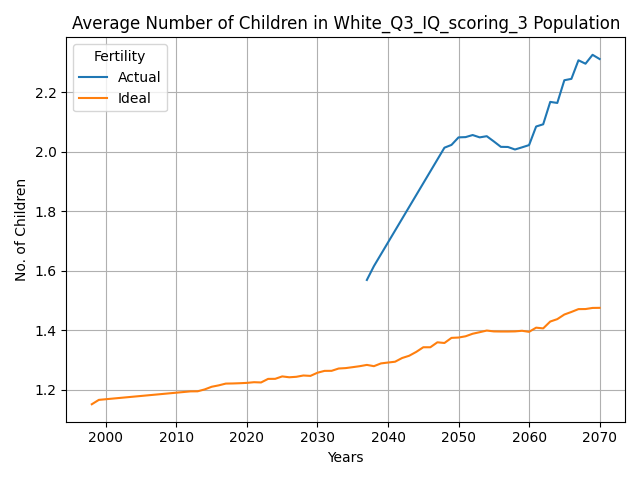 Average Number of Children in White_Q3_IQ_scoring_3 Population
Fertility
Actual
Ideal
No. of Children
2.2
2.0
1.8
1.6
1.4
1.2
2000 2010 2020 2030 2040 2050 2060 2070
Years